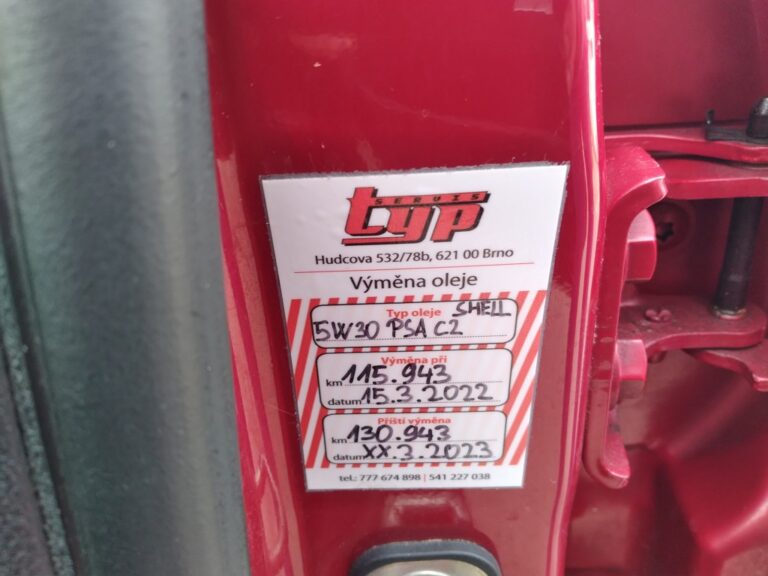 SERVIS
typ
Hudcova 532/78b, 621 00 Brno
Výměna oleje
Typ oleje SHELL
5W30 PSA C2
Výměna při
km 115.943
datum 15.3.2022
Příští výměna
km 130.943
datum XX.3.2023
tel.: 777 674 898 | 541 227 038